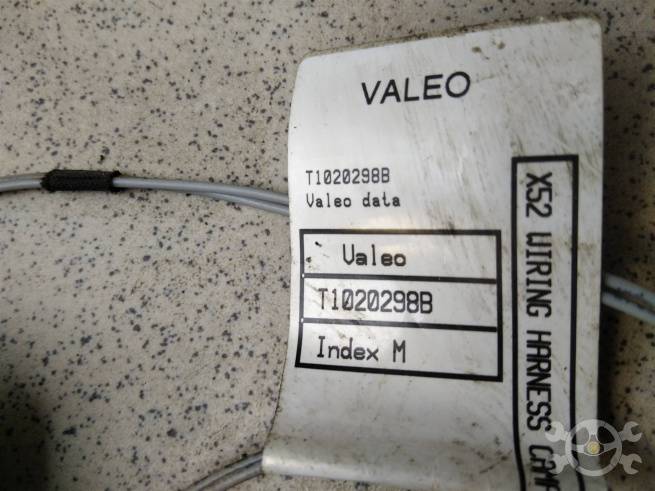 VALEO
T1020298B
Valeo data
Valeo
T1020298B
Index M
X52 WIRING HARNESS